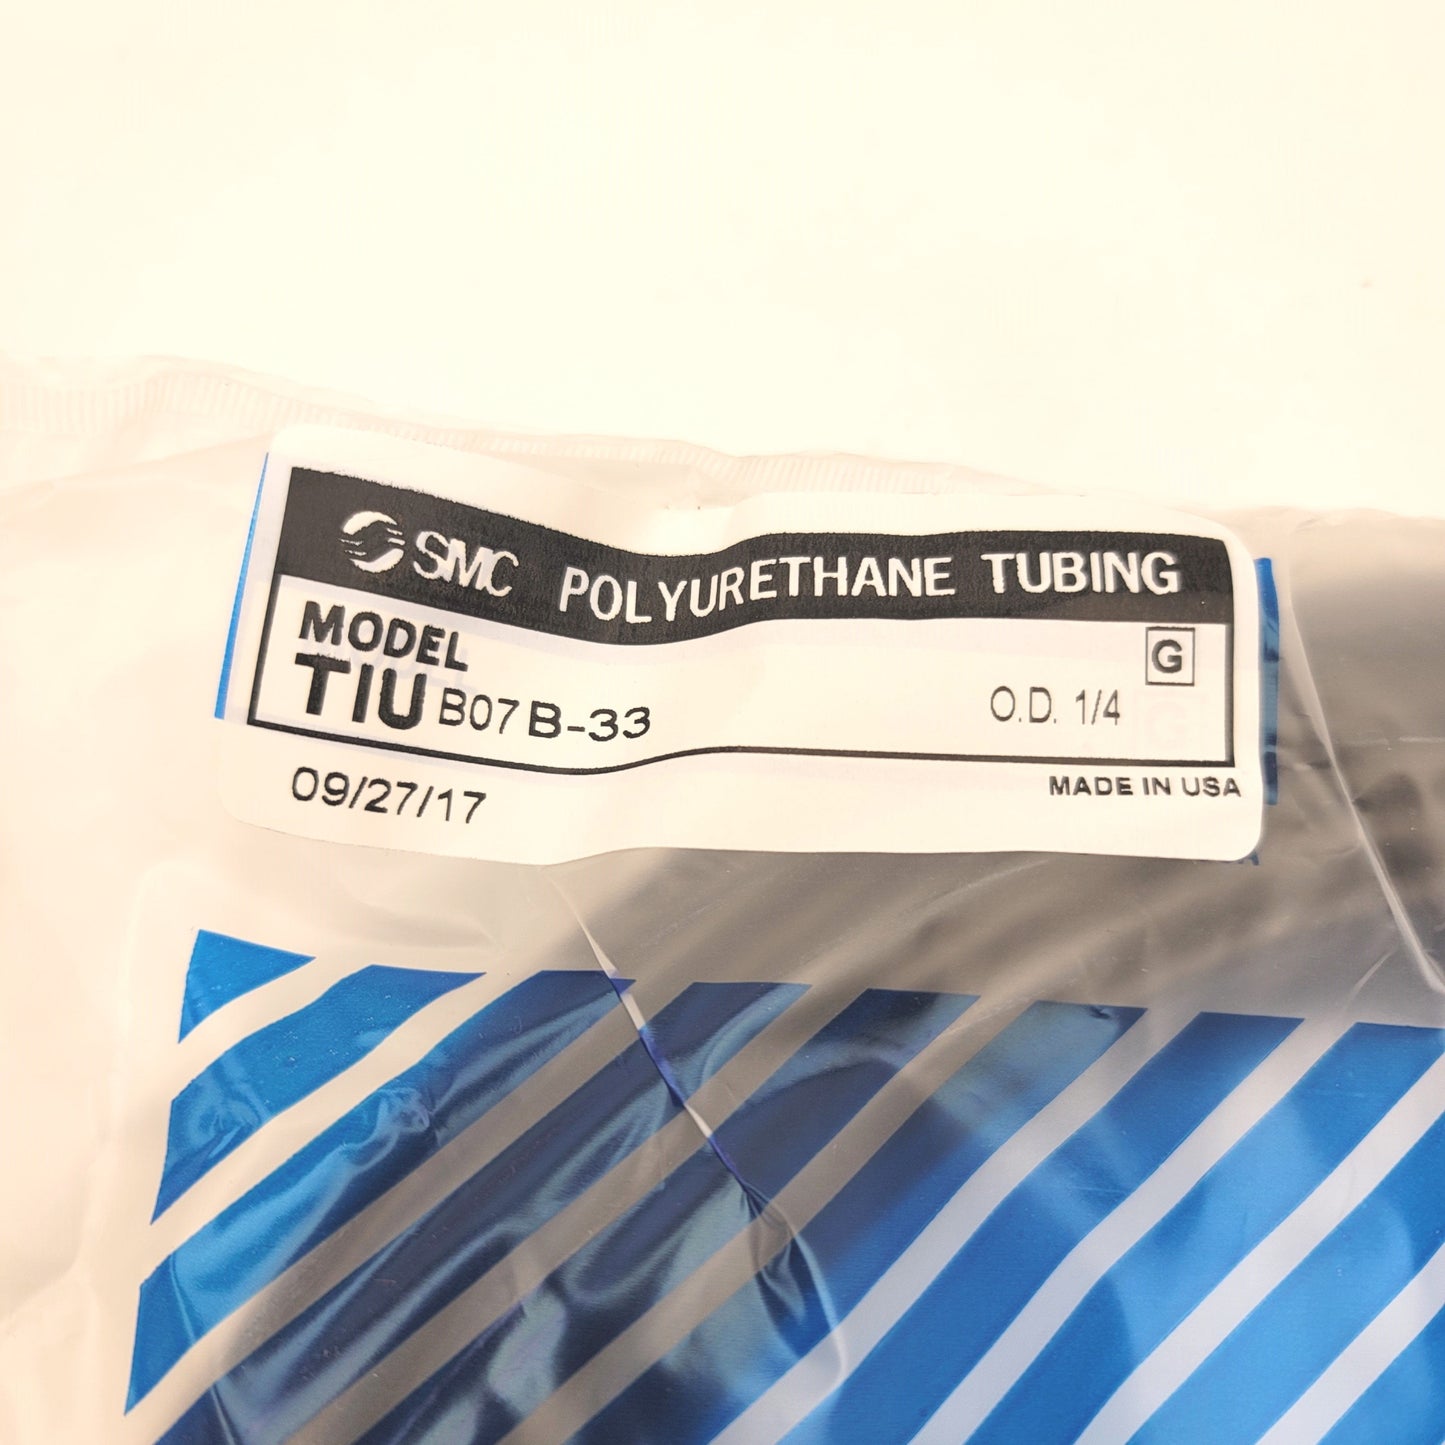 SMC POLYURETHANE TUBING
MODEL
G
TIU B07 B-33 O.D. 1/4
09/27/17 MADE IN USA